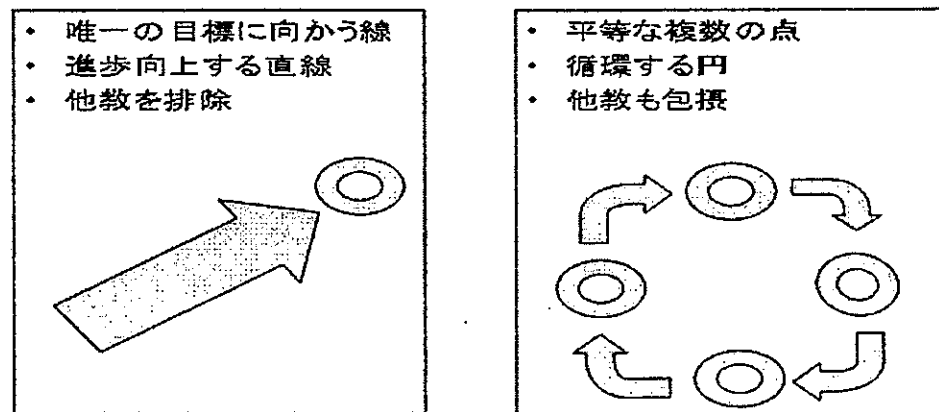 ・ 唯一の目標に向かう線
・ 進歩向上する直線
・ 他教を排除
・ 平等な複数の点
・ 循環する円
・ 他教も包摂